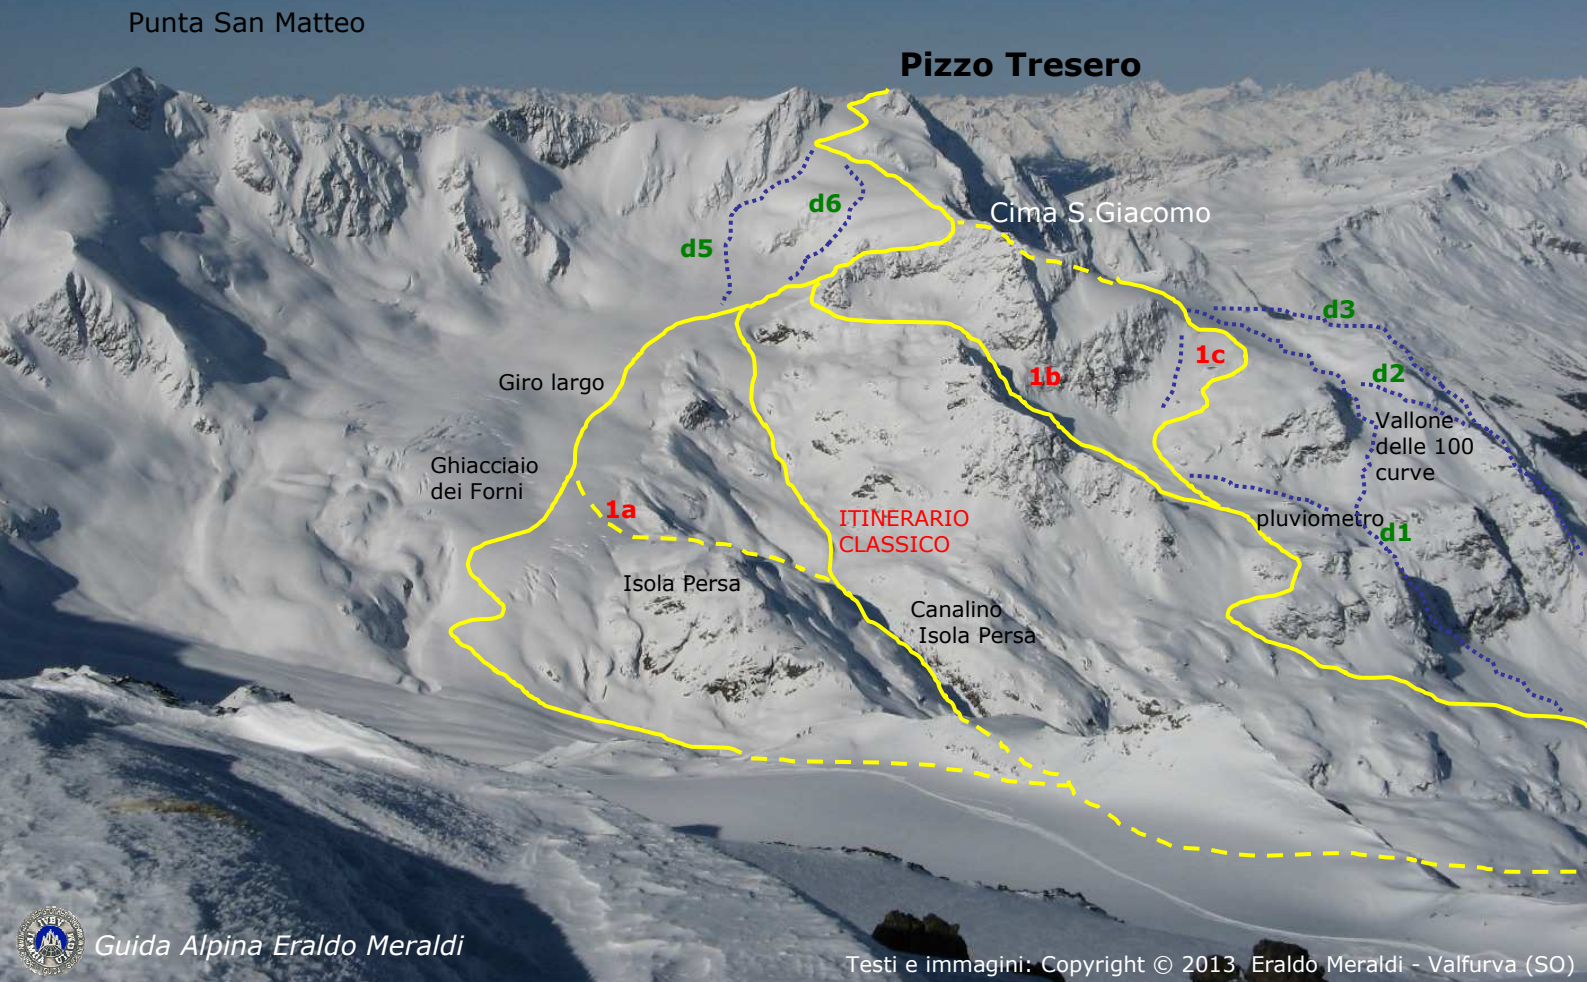 Punta San Matteo
Pizzo Tresero
d6
Cima S.Giacomo
d5
d3
1c
1b
d2
Giro largo
Vallone
delle 100
curve
Ghiacciaio
dei Forni
1a
ITINERARIO
CLASSICO
pluviometro
d1
Isola Persa
Canalino
Isola Persa
Guida Alpina Eraldo Meraldi
Testi e immagini: Copyright © 2013 Eraldo Meraldi - Valfurva (SO)